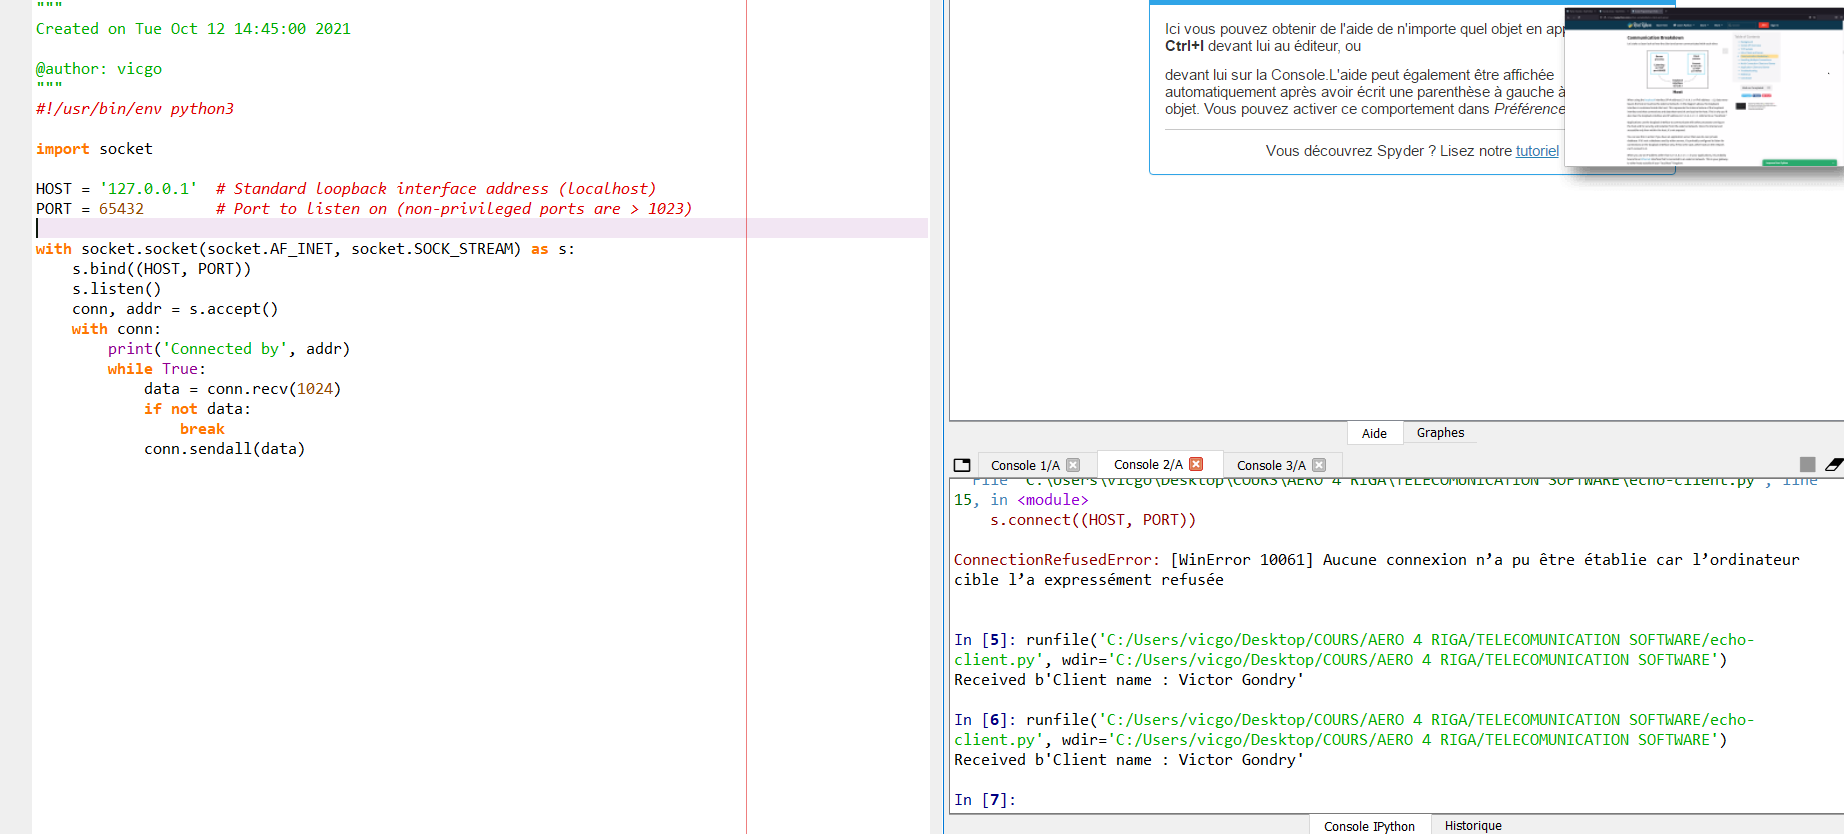 """
Created on Tue Oct 12 14:45:00 2021
@author: vicgo
"""
#!/usr/bin/env python3
import socket
HOST = '127.0.0.1'  # Standard loopback interface address (localhost)
PORT = 65432        # Port to listen on (non-privileged ports are > 1023)
with socket.socket(socket.AF_INET, socket.SOCK_STREAM) as s:
    s.bind((HOST, PORT))
    s.listen()
    conn, addr = s.accept()
    with conn:
        print('Connected by', addr)
        while True:
            data = conn.recv(1024)
            if not data:
                break
            conn.sendall(data)
Ici vous pouvez obtenir de l'aide de n'importe quel objet en
Ctrl+I devant lui au éditeur, ou
devant lui sur la Console.L'aide peut également être affichée
automatiquement après avoir écrit une parenthèse à gauche à
objet. Vous pouvez activer ce comportement dans Préférence
Vous découvrez Spyder ? Lisez notre tutoriel
Communication Breakdown
Aide Graphes
Console 1/A Console 2/A Console 3/A
File "C:\Users\vicgo\Desktop\COURS\AERO 4 RIGA\TELECOMUNICATION SOFTWARE\echo-client.py", line
15, in <module>
    s.connect((HOST, PORT))
ConnectionRefusedError: [WinError 10061] Aucune connexion n’a pu être établie car l’ordinateur
cible l’a expressément refusée
In [5]: runfile('C:/Users/vicgo/Desktop/COURS/AERO 4 RIGA/TELECOMUNICATION SOFTWARE/echo-
client.py', wdir='C:/Users/vicgo/Desktop/COURS/AERO 4 RIGA/TELECOMUNICATION SOFTWARE')
Received b'Client name : Victor Gondry'
In [6]: runfile('C:/Users/vicgo/Desktop/COURS/AERO 4 RIGA/TELECOMUNICATION SOFTWARE/echo-
client.py', wdir='C:/Users/vicgo/Desktop/COURS/AERO 4 RIGA/TELECOMUNICATION SOFTWARE')
Received b'Client name : Victor Gondry'
In [7]:
Console IPython Historique